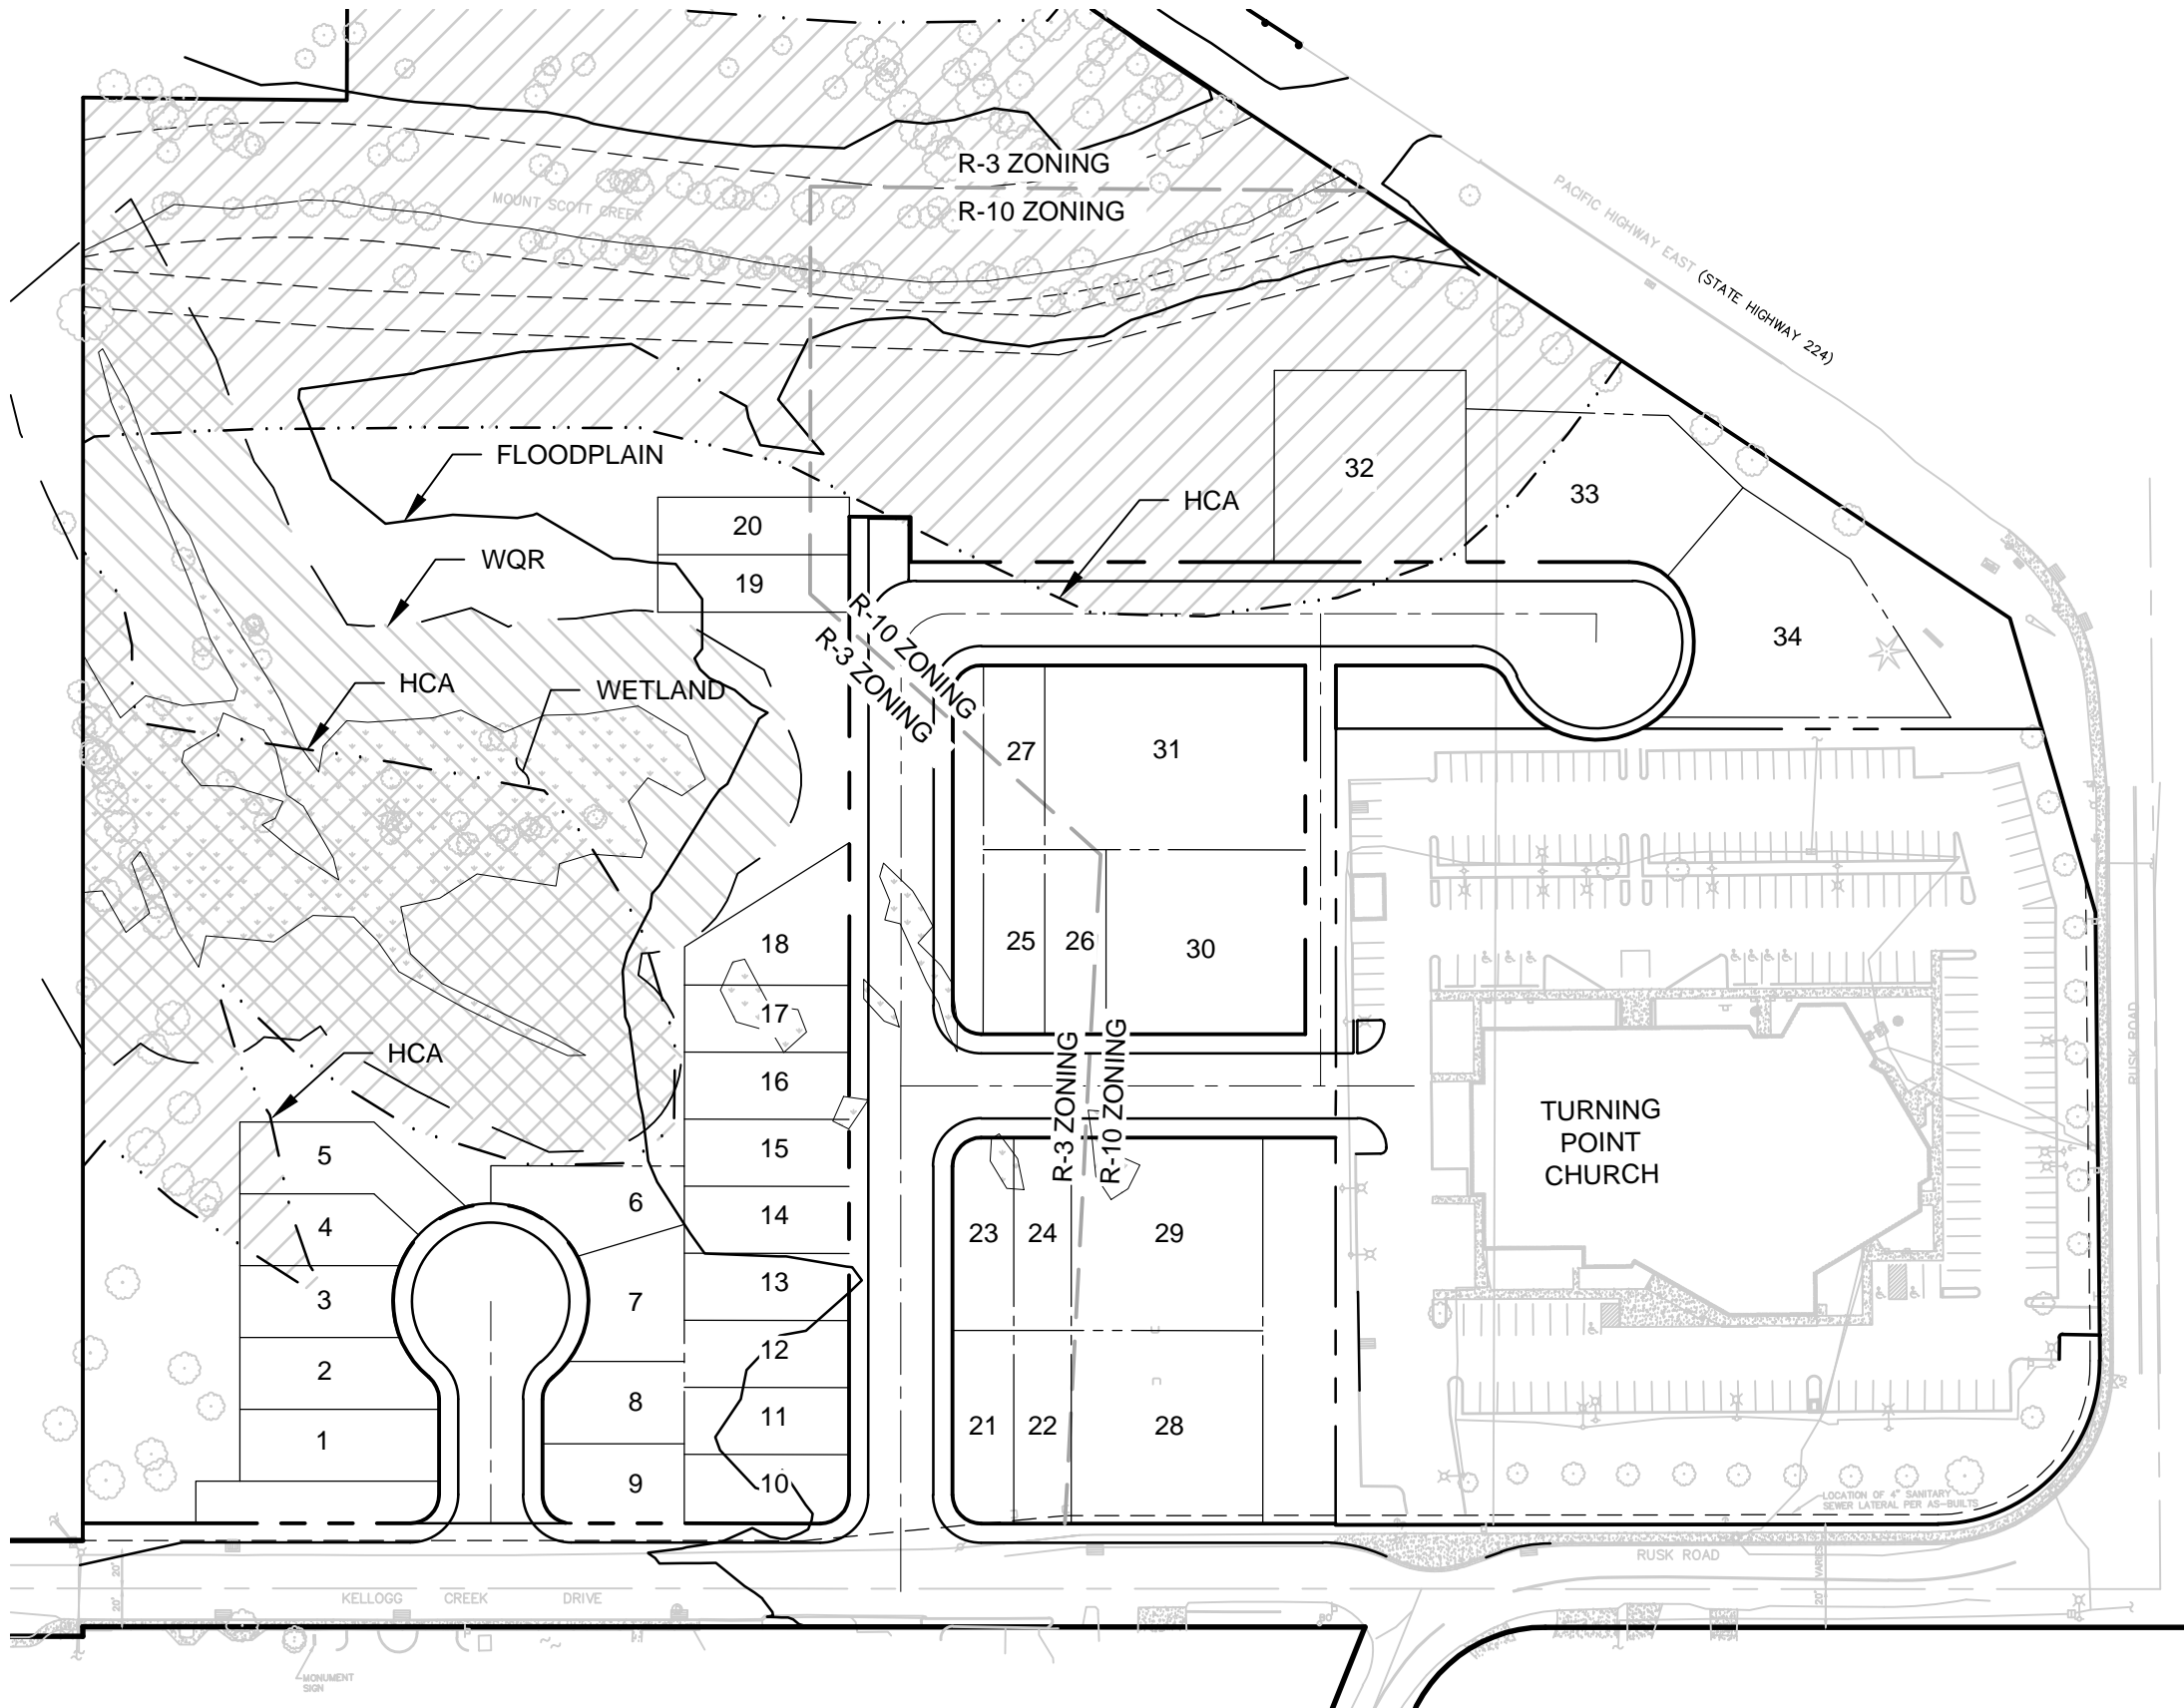 R-3 ZONING
R-10 ZONING
MOUNT SCOTT CREEK
PACIFIC HIGHWAY EAST (STATE HIGHWAY 224)
FLOODPLAIN
32
33
HCA
20
WQR
19
R-10 ZONING
R-3 ZONING
34
HCA
WETLAND
27
31
18
25
26
30
17
RUSK ROAD
HCA
16
R-3 ZONING
R-10 ZONING
TURNING
POINT
CHURCH
5
15
6
14
4
23
24
29
3
7
13
2
12
8
11
1
21
22
28
9
10
LOCATION OF 4" SANITARY
SEWER LATERAL PER AS-BUILTS
RUSK ROAD
20'
20'
KELLOGG CREEK DRIVE
20' VARIES
MONUMENT
SIGN